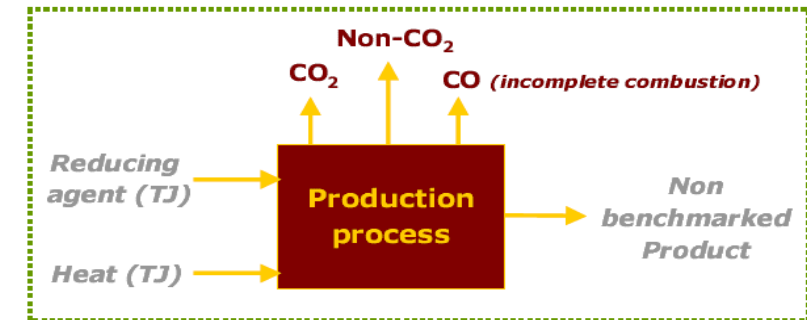 Non-CO₂
CO₂
CO (incomplete combustion)
Reducing
agent (TJ)
Production
process
Non
benchmarked
Product
Heat (TJ)